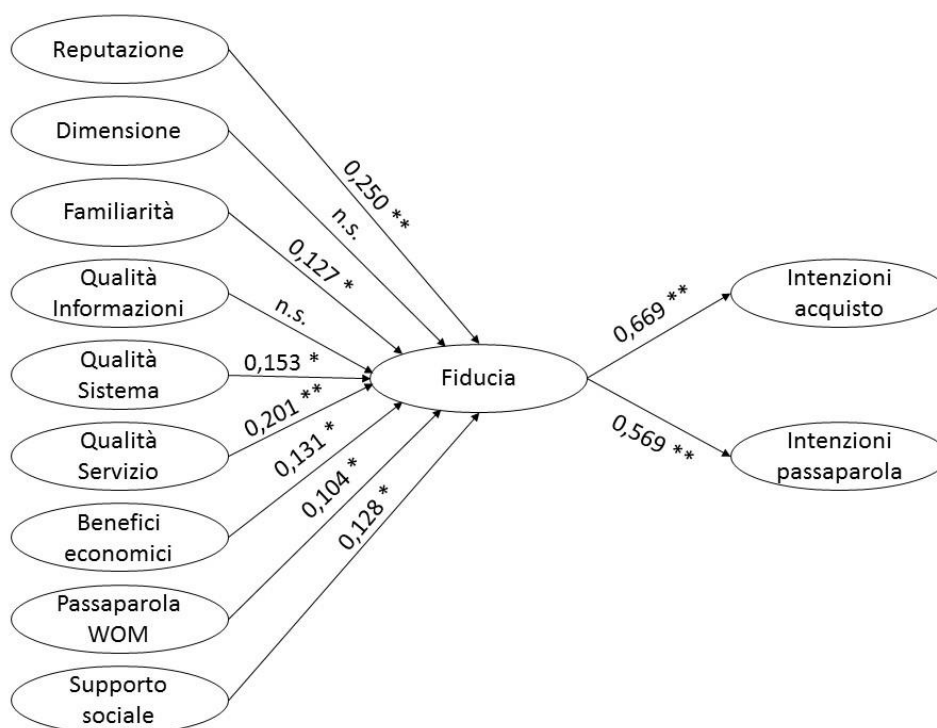 Reputazione
Dimensione
Familiarità
Qualità
Informazioni
Qualità
Sistema
Qualità
Servizio
Benefici
economici
Passaparola
WOM
Supporto
sociale
0,250 **
n.s.
0,127 *
n.s.
0,153 *
0,201 **
0,131 *
0,104 *
0,128 *
Fiducia
0,669 **
0,569 **
Intenzioni
acquisto
Intenzioni
passaparola